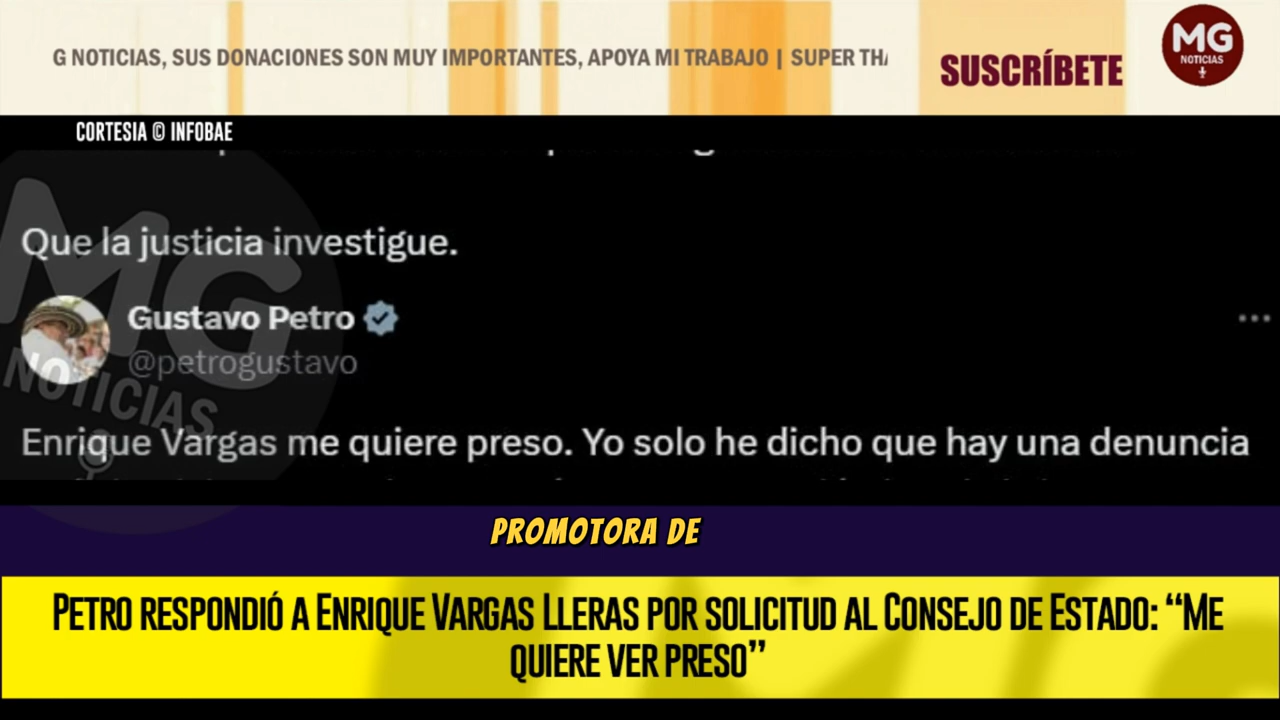 G NOTICIAS, SUS DONACIONES SON MUY IMPORTANTES, APOYA MI TRABAJO | SUPER
SUSCRÍBETE
MG
NOTICIAS
CORTESIA © INFOBAE
Que la justicia investigue.
Gustavo Petro
@petrogustavo
MG
NOTICIAS
Enrique Vargas me quiere preso. Yo solo he dicho que hay una denuncia
PROMOTORA DE
PETRO RESPONDIÓ A ENRIQUE VARGAS LLERAS POR SOLICITUD AL CONSEJO DE ESTADO: “ME
QUIERE VER PRESO”